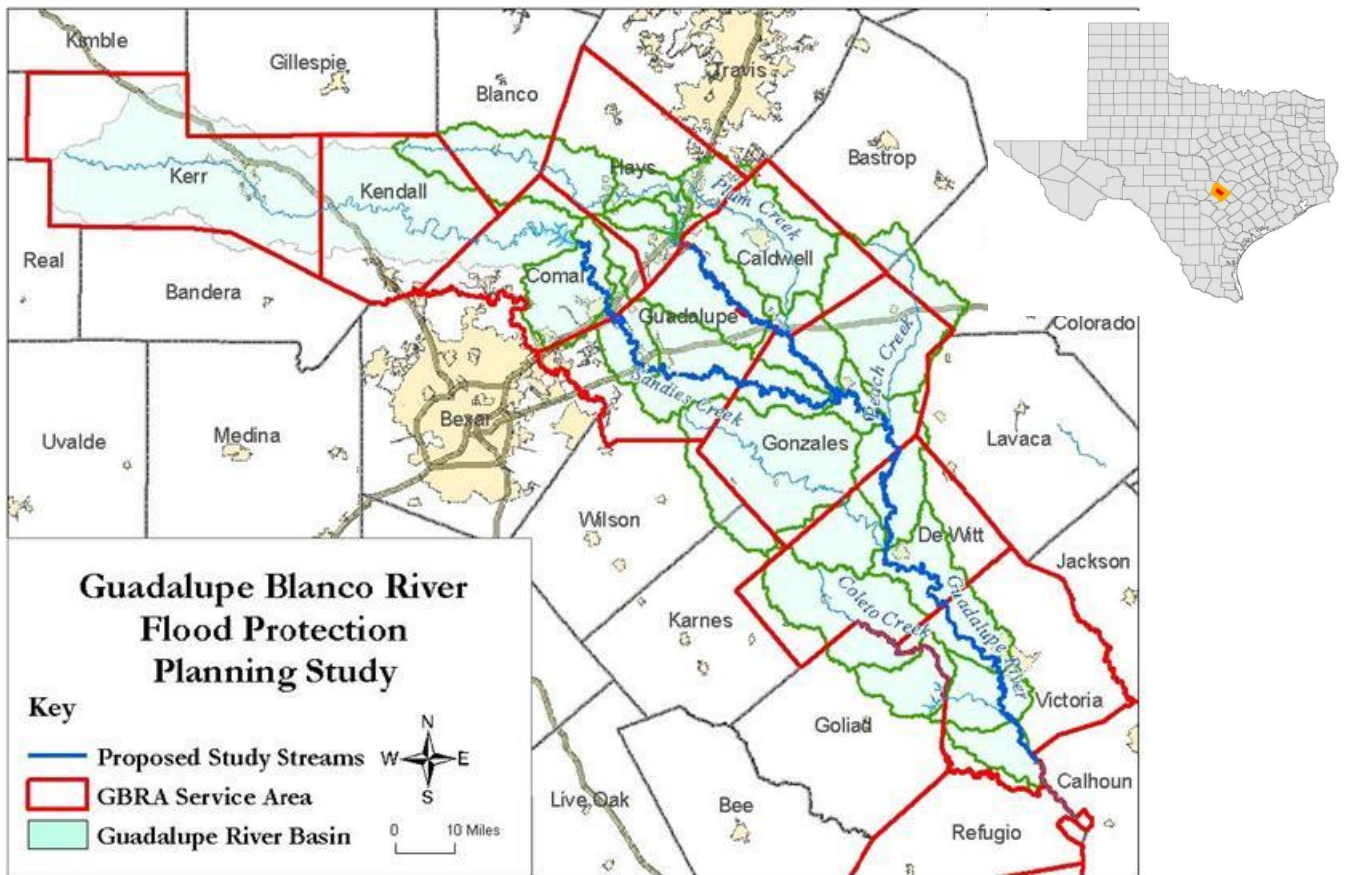 Kimble
Gillespie
Blanco
Travis
Bastrop
Hays
Kerr
Kendall
Plum Creek
Caldwell
Real
Bandera
Comal
Guadalupe
Colorado
Peach Creek
Sandies Creek
Uvalde
Medina
Bexar
Gonzales
Lavaca
Wilson
De Witt
Jackson
Karnes
Coleto Creek
Guadalupe River
Victoria
Goliad
Calhoun
Live Oak
Bee
Refugio
Guadalupe Blanco River
Flood Protection
Planning Study
Key
Proposed Study Streams
GBRA Service Area
Guadalupe River Basin
N
W E
S
0 10 Miles